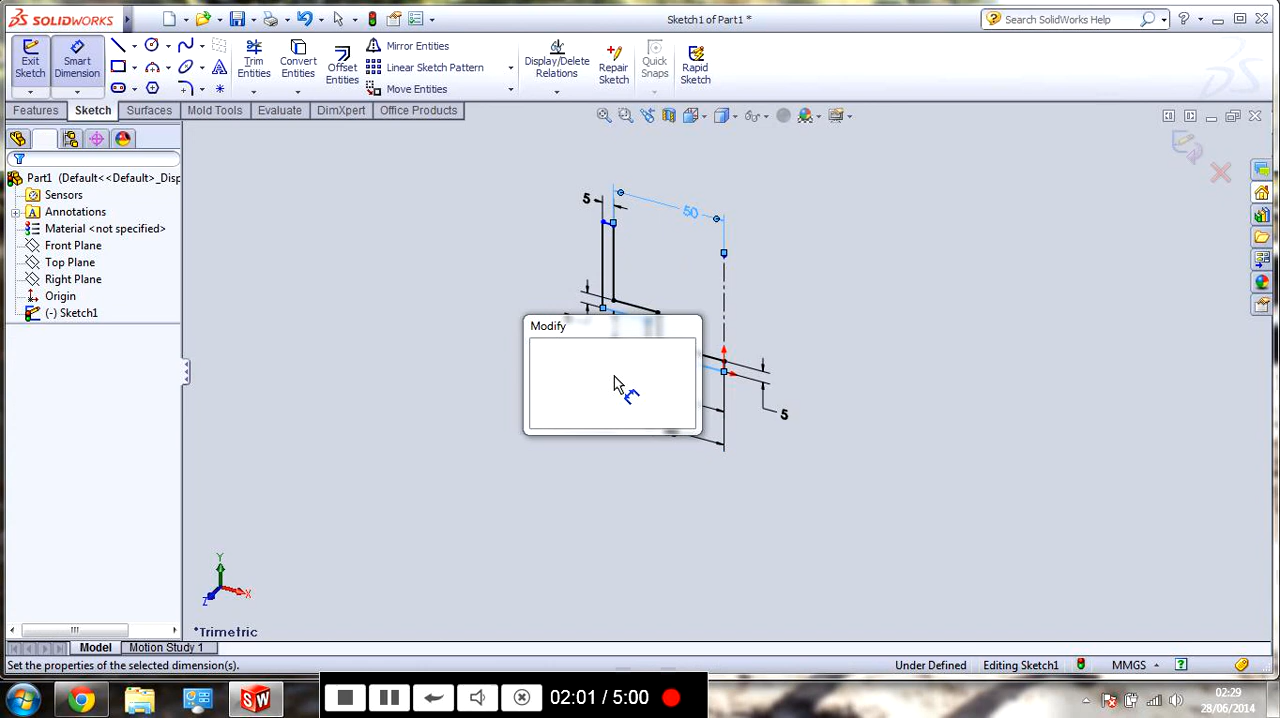 SOLIDWORKS
Sketch1 of Part1 *
Search SolidWorks Help
Exit Sketch
Smart Dimension
Trim Entities
Convert Entities
Offset Entities
Mirror Entities
Linear Sketch Pattern
Move Entities
Display/Delete Relations
Repair Sketch
Quick Snaps
Rapid Sketch
Features
Sketch
Surfaces
Mold Tools
Evaluate
DimXpert
Office Products
Part1 (Default<<Default>_Disp
Sensors
Annotations
Material <not specified>
Front Plane
Top Plane
Right Plane
Origin
(-) Sketch1
5
50
Modify
5
Y
X
Z
*Trimetric
Model
Motion Study 1
Set the properties of the selected dimension(s).
Under Defined
Editing Sketch1
MMGS
02:01 / 5:00
02:29
28/06/2014